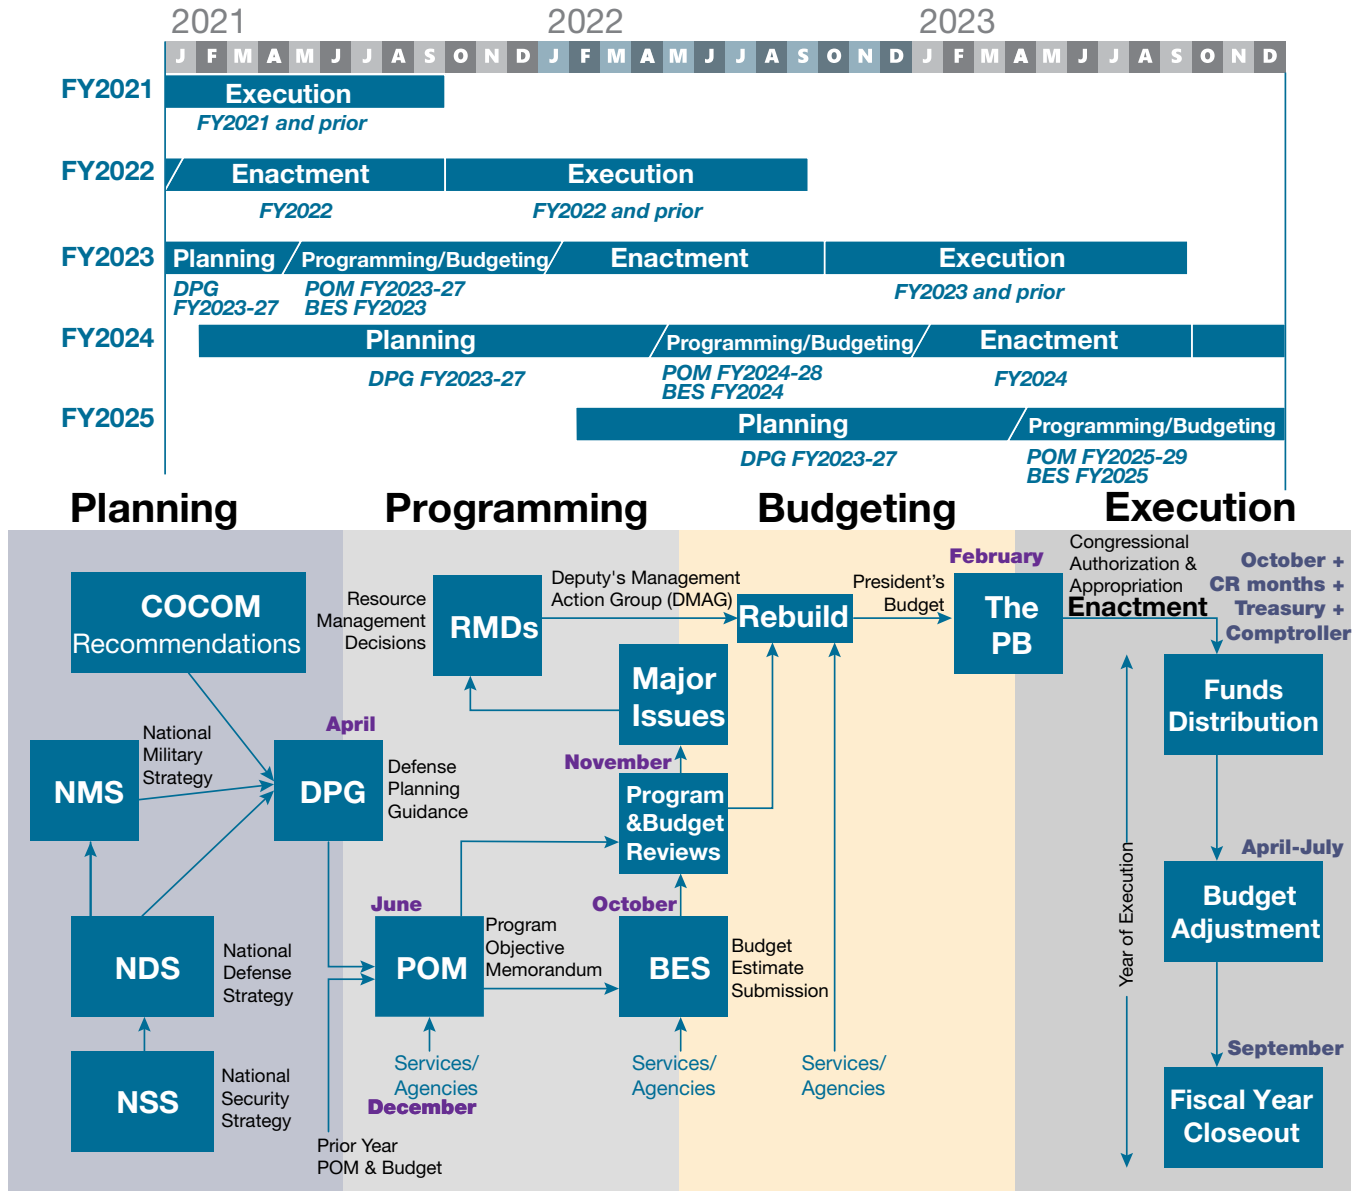 2021 2022 2023
J F M A M J J A S O N D J F M A M J J A S O N D J F M A M J J A S O N D
FY2021
Execution
FY2021 and prior
FY2022
Enactment
Execution
FY2022
FY2022 and prior
FY2023
Planning
Programming/Budgeting
Enactment
Execution
DPG
FY2023-27
POM FY2023-27
BES FY2023
FY2023 and prior
FY2024
Planning
Programming/Budgeting
Enactment
DPG FY2023-27
POM FY2024-28
BES FY2024
FY2024
FY2025
Planning
Programming/Budgeting
DPG FY2023-27
POM FY2025-29
BES FY2025
Planning
Programming
Budgeting
Execution
COCOM
Recommendations
National
Military
Strategy
NMS
April
DPG
Defense
Planning
Guidance
NDS
National
Defense
Strategy
NSS
National
Security
Strategy
Resource
Management
Decisions
RMDs
Deputy's Management
Action Group (DMAG)
Major
Issues
November
Program
&Budget
Reviews
June
POM
Program
Objective
Memorandum
October
BES
Budget
Estimate
Submission
Services/
Agencies
December
Services/
Agencies
Services/
Agencies
Prior Year
POM & Budget
Rebuild
President’s
Budget
February
The
PB
Congressional
Authorization &
Appropriation
Enactment
October +
CR months +
Treasury +
Comptroller
Funds
Distribution
Year of Execution
April-July
Budget
Adjustment
September
Fiscal Year
Closeout